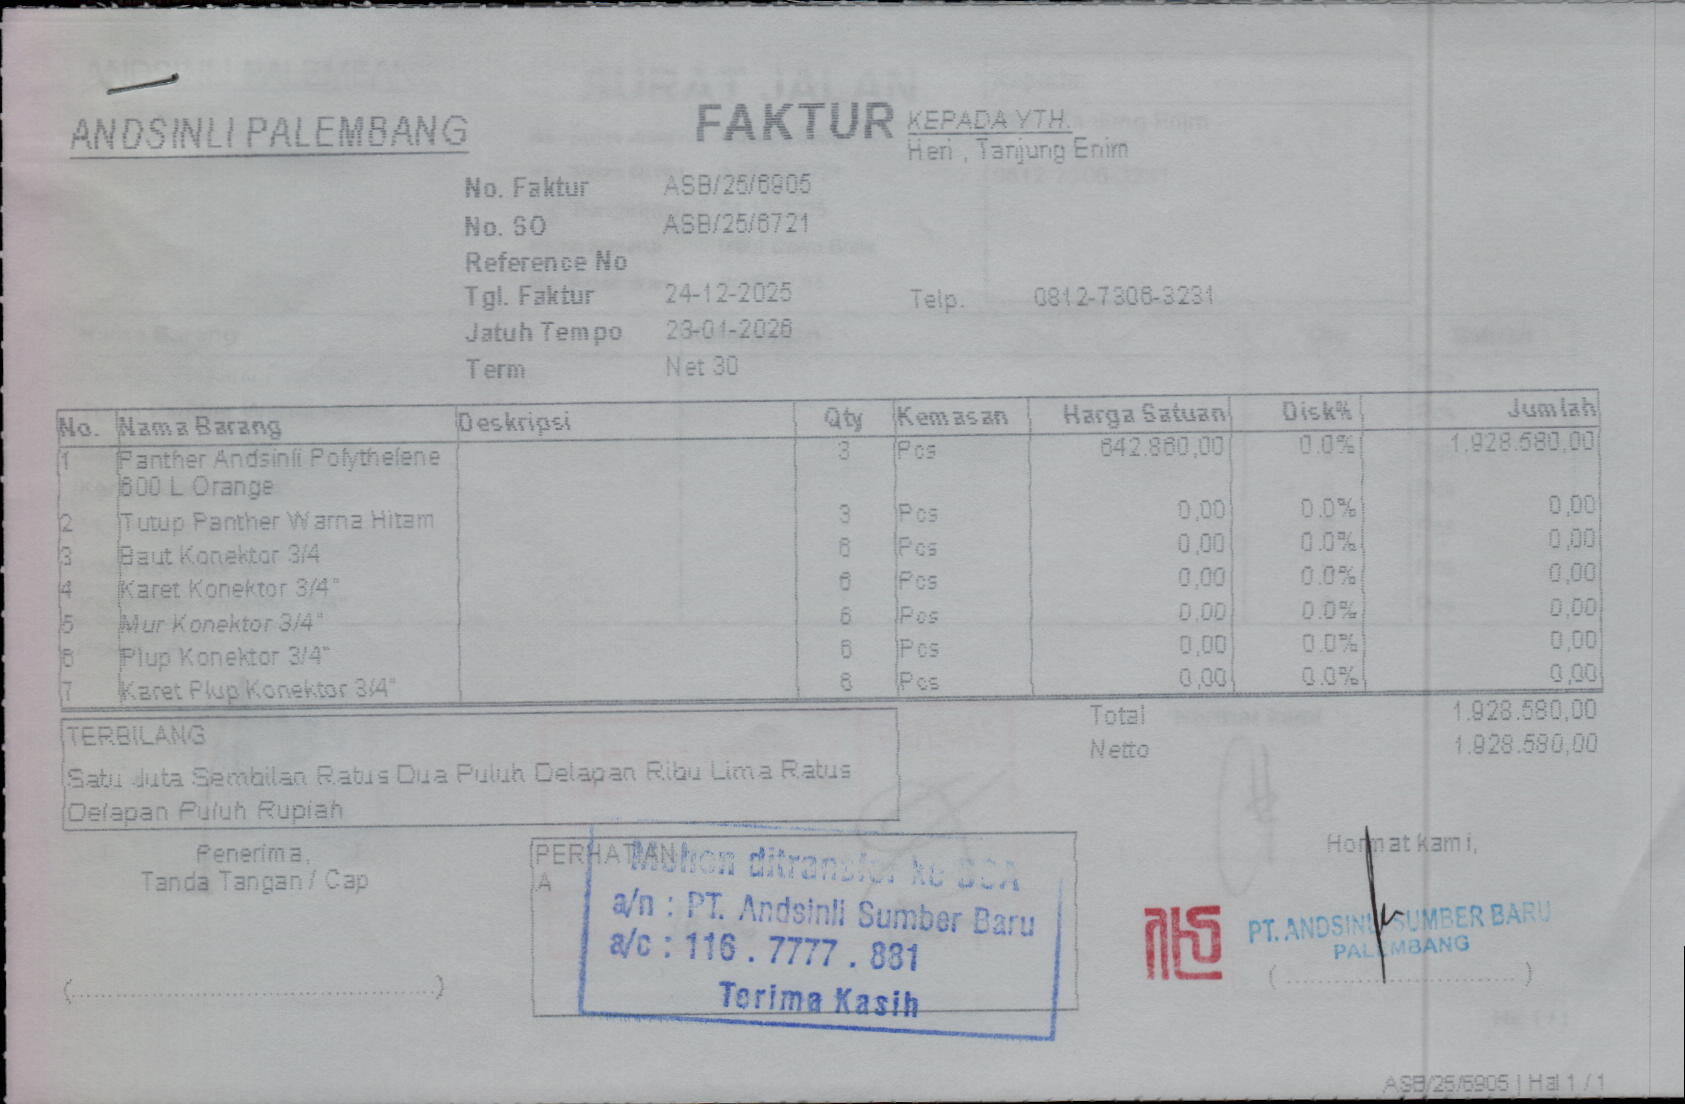 ANDSINLI PALEMBANG
FAKTUR
KEPADA YTH.
Heri , Tanjung Enim
No. Faktur ASB/25/6905
No. SO ASB/25/6721
Reference No
Tgl. Faktur 24-12-2025 Telp. 0812-7306-3231
Jatuh Tempo 23-01-2026
Term Net 30
No. Nama Barang Deskripsi Qty Kemasan Harga Satuan Disk% Jumlah
1 Panther Andsinli Polythelene 3 Pcs 642.860,00 0.0% 1.928.580,00
600 L Orange
2 Tutup Panther Warna Hitam 3 Pcs 0,00 0.0% 0,00
3 Baut Konektor 3/4 6 Pcs 0,00 0.0% 0,00
4 Karet Konektor 3/4" 6 Pcs 0,00 0.0% 0,00
5 Mur Konektor 3/4" 6 Pcs 0,00 0.0% 0,00
6 Plup Konektor 3/4" 6 Pcs 0,00 0.0% 0,00
7 Karet Plup Konektor 3/4" 6 Pcs 0,00 0.0% 0,00
Total 1.928.580,00
Netto 1.928.580,00
TERBILANG
Satu Juta Sembilan Ratus Dua Puluh Delapan Ribu Lima Ratus
Delapan Puluh Rupiah
Penerima,
Tanda Tangan / Cap
(..............................................)
PERHATIAN
A
Mohon ditransfer ke BCA
a/n : PT. Andsinli Sumber Baru
a/c : 116 . 7777 . 881
Terima Kasih
Hormat kami,
PT. ANDSINLI SUMBER BARU
PALEMBANG
(..............................)
ASB/25/6905 | Hal 1 / 1